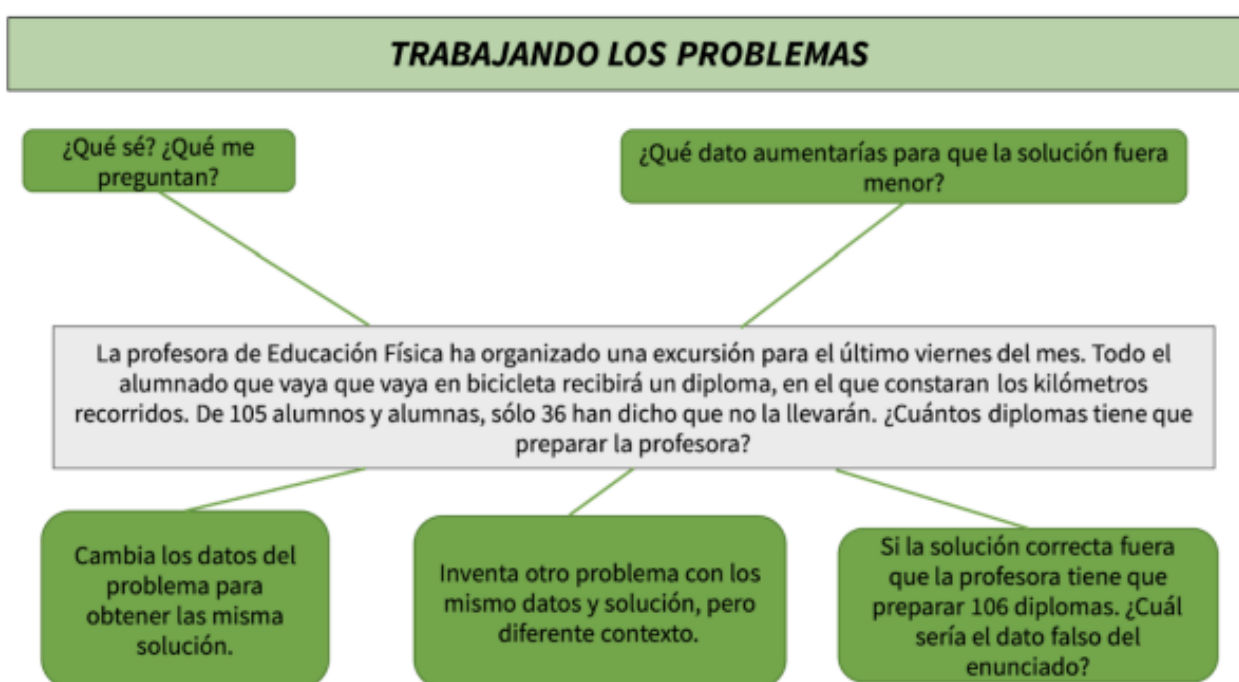 TRABAJANDO LOS PROBLEMAS
¿Qué sé? ¿Qué me
preguntan?
¿Qué dato aumentarías para que la solución fuera
menor?
La profesora de Educación Física ha organizado una excursión para el último viernes del mes. Todo el
alumnado que vaya que vaya en bicicleta recibirá un diploma, en el que constaran los kilómetros
recorridos. De 105 alumnos y alumnas, sólo 36 han dicho que no la llevarán. ¿Cuántos diplomas tiene que
preparar la profesora?
Cambia los datos del
problema para
obtener las misma
solución.
Inventa otro problema con los
mismo datos y solución, pero
diferente contexto.
Si la solución correcta fuera
que la profesora tiene que
preparar 106 diplomas. ¿Cuál
sería el dato falso del
enunciado?